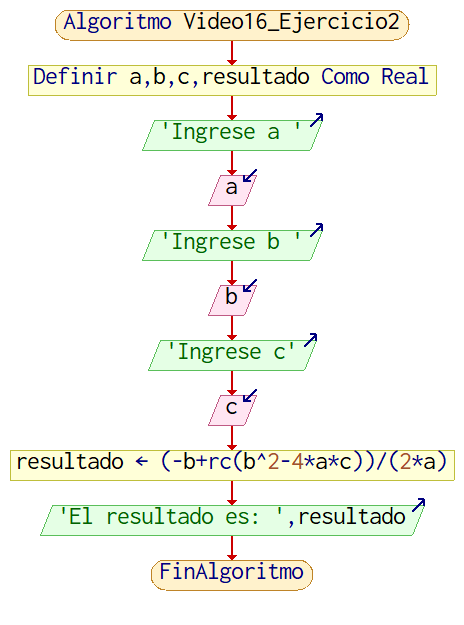 Algoritmo Video16_Ejercicio2
Definir a,b,c,resultado Como Real
'Ingrese a '
a
'Ingrese b '
b
'Ingrese c'
c
resultado ← (-b+rc(b^2-4*a*c))/(2*a)
'El resultado es: ',resultado
FinAlgoritmo